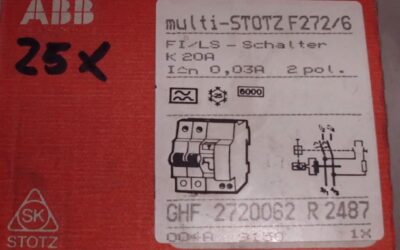 ABB
25x
SK
STOTZ
multi-STOTZ F272/6
FI/LS - Schalter
K 20A
I∆n 0,03A 2 pol.
6000
GHF 2720062 R 2487
1X